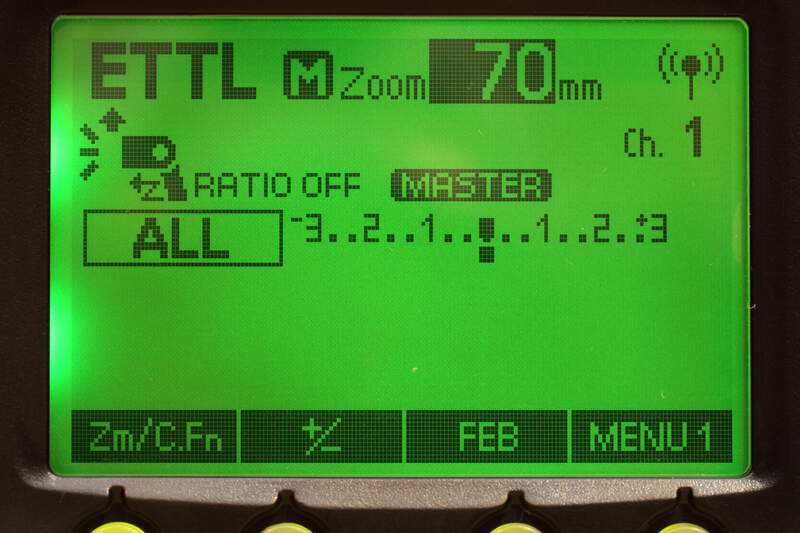 ETTL M Zoom 70mm
Ch. 1
RATIO OFF MASTER
ALL -3..2..1..0..1..2..+3
Zm/C.Fn +/- FEB MENU 1